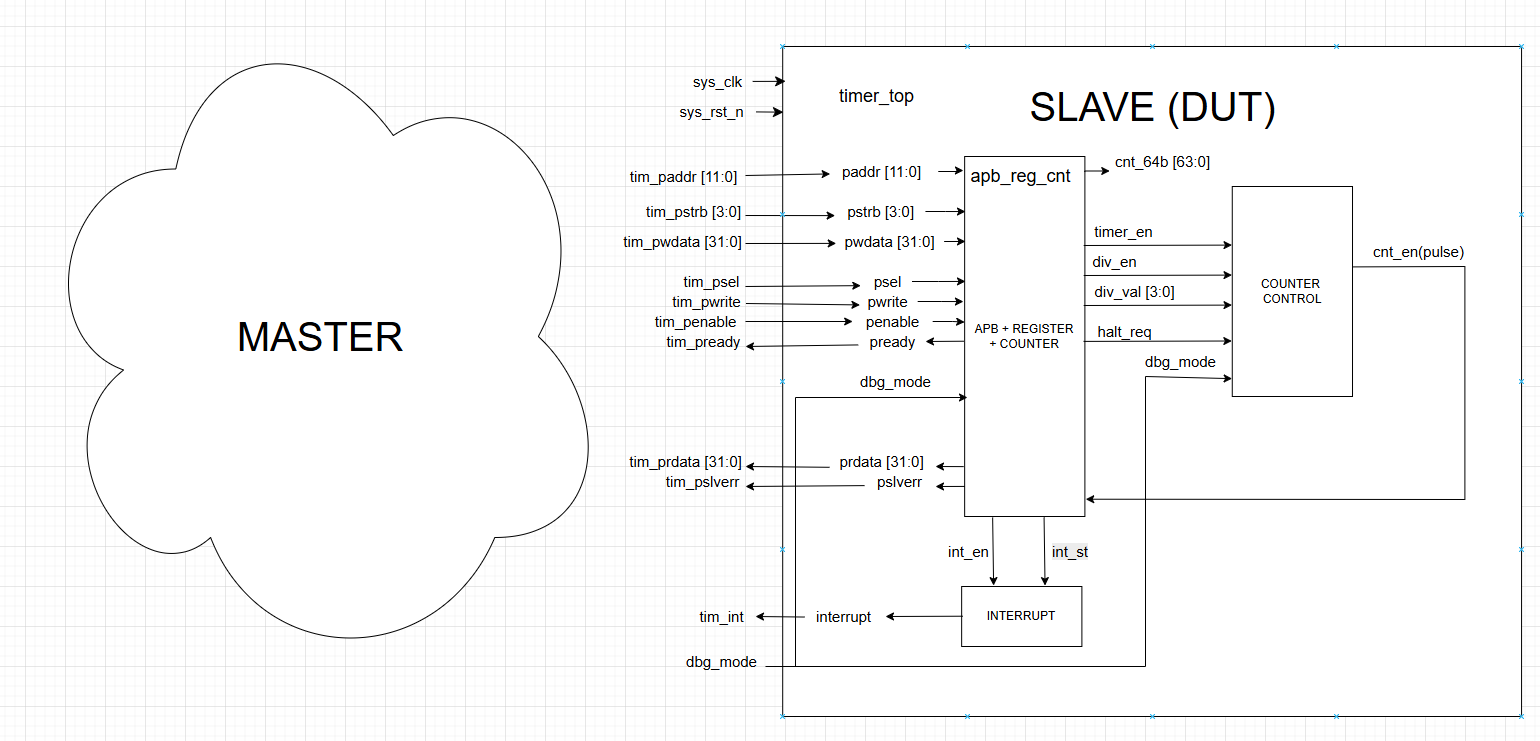 sys_clk
sys_rst_n
timer_top
SLAVE (DUT)
MASTER
tim_paddr [11:0]
paddr [11:0]
apb_reg_cnt
cnt_64b [63:0]
tim_pstrb [3:0]
pstrb [3:0]
tim_pwdata [31:0]
pwdata [31:0]
timer_en
cnt_en(pulse)
div_en
tim_psel
psel
div_val [3:0]
COUNTER
CONTROL
tim_pwrite
pwrite
tim_penable
penable
APB + REGISTER
+ COUNTER
halt_req
tim_pready
pready
dbg_mode
dbg_mode
tim_prdata [31:0]
prdata [31:0]
tim_pslverr
pslverr
int_en
int_st
tim_int
interrupt
INTERRUPT
dbg_mode